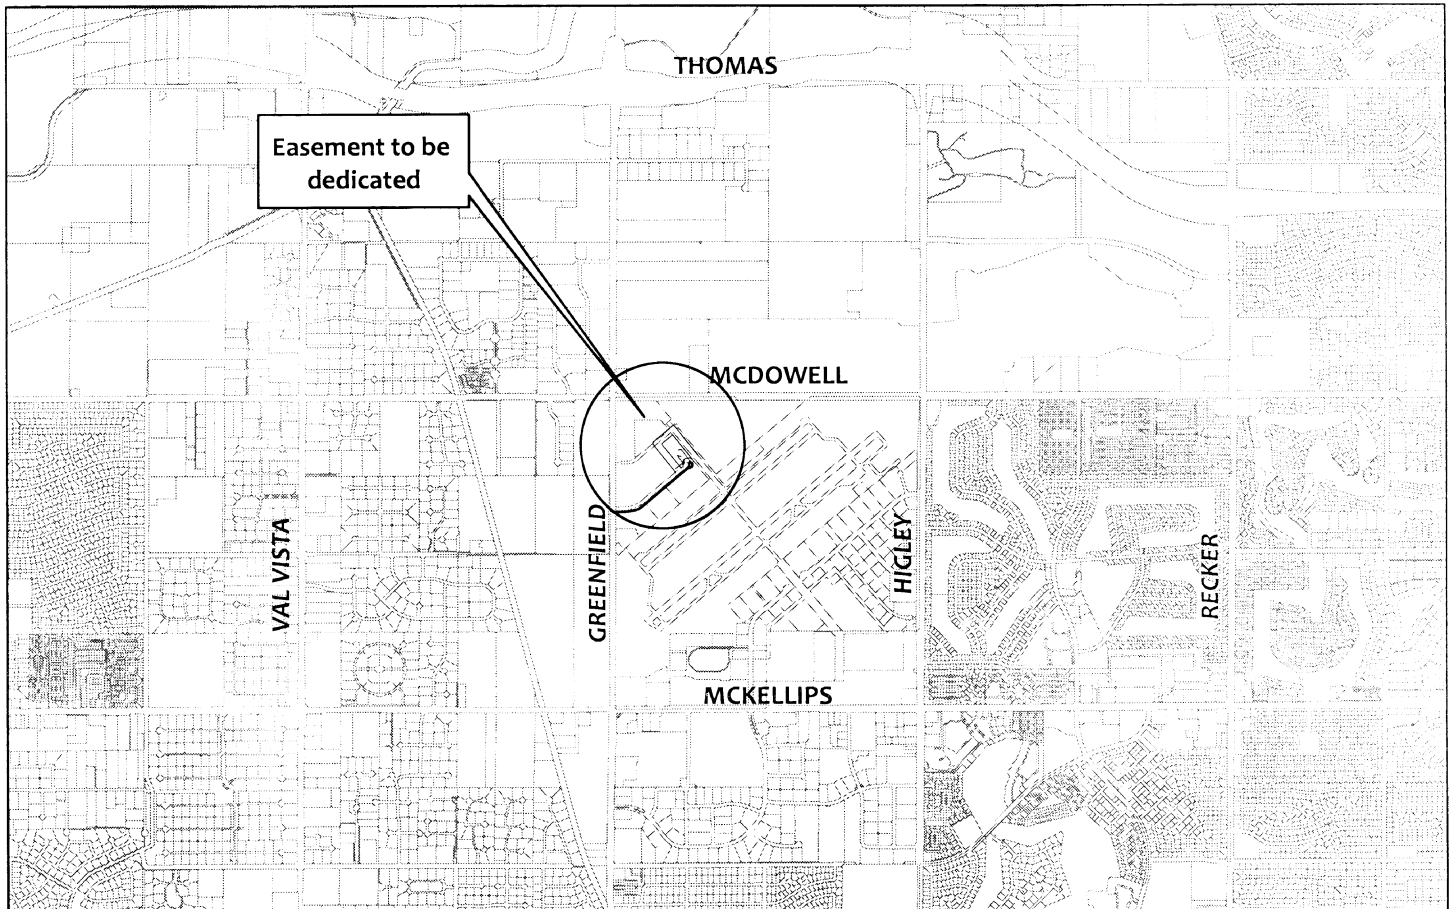 THOMAS
Easement to be
dedicated
MCDOWELL
VAL VISTA
GREENFIELD
HIGLEY
RECKER
MCKELLIPS